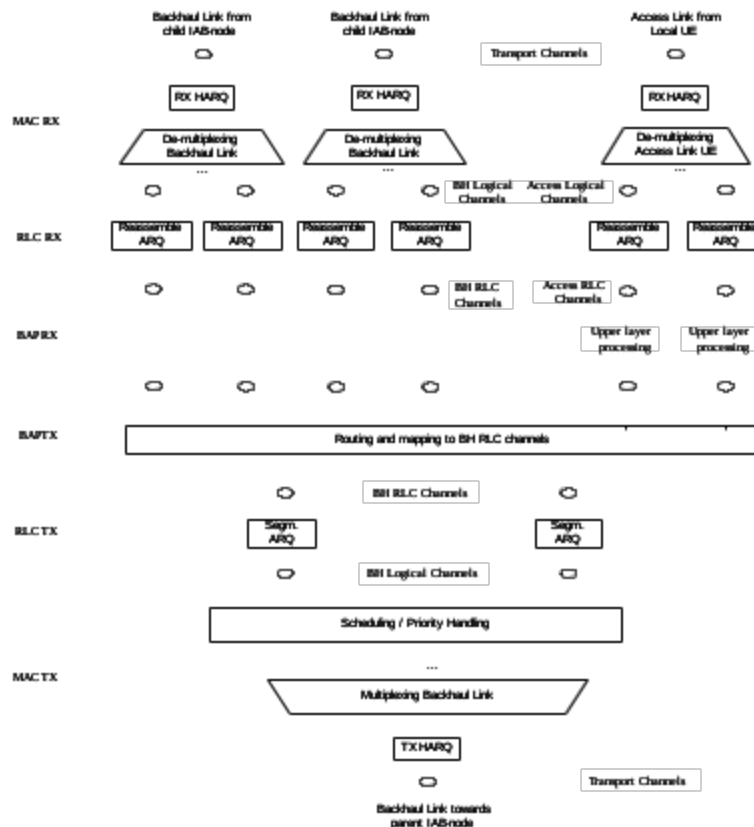 Backhaul Link from
child IAB-node
Backhaul Link from
child IAB-node
Access Link from
Local UE
Transport Channels
RX HARQ
RX HARQ
RX HARQ
MAC RX
De-multiplexing
Backhaul Link
De-multiplexing
Backhaul Link
De-multiplexing
Access Link UE
...
...
...
BH Logical
Channels
Access Logical
Channels
RLC RX
Reassemble
ARQ
Reassemble
ARQ
Reassemble
ARQ
Reassemble
ARQ
Reassemble
ARQ
Reassemble
ARQ
BH RLC
Channels
Access RLC
Channels
BAP RX
Upper layer
processing
Upper layer
processing
BAP TX
Routing and mapping to BH RLC channels
BH RLC Channels
RLC TX
Segm.
ARQ
Segm.
ARQ
BH Logical Channels
Scheduling / Priority Handling
...
MAC TX
Multiplexing Backhaul Link
TX HARQ
Transport Channels
Backhaul Link towards
parent IAB-node